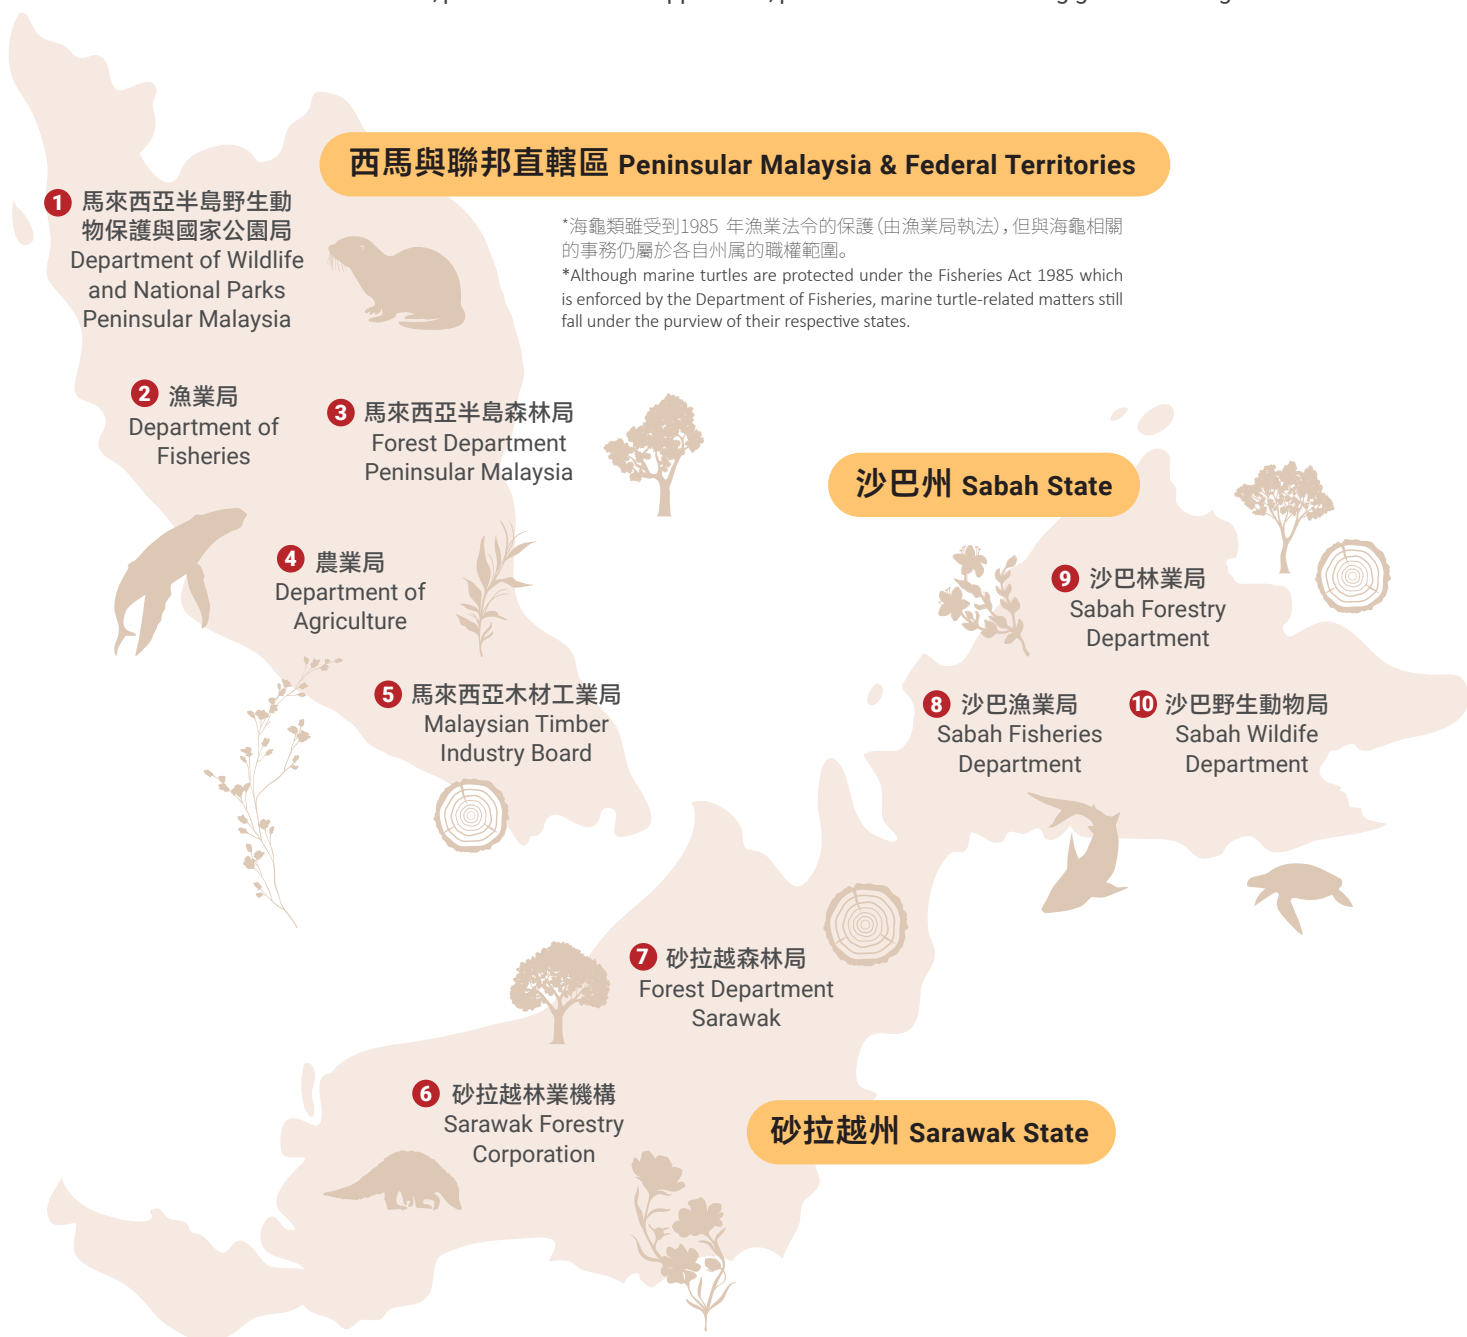 西馬與聯邦直轄區 Peninsular Malaysia & Federal Territories
*海龜類雖受到1985 年漁業法令的保護(由漁業局執法),但與海龜相關
的事務仍屬於各自州属的職權範圍。
*Although marine turtles are protected under the Fisheries Act 1985 which
is enforced by the Department of Fisheries, marine turtle-related matters still
fall under the purview of their respective states.
1 馬來西亞半島野生動
物保護與國家公園局
Department of Wildlife
and National Parks
Peninsular Malaysia
2 漁業局
Department of
Fisheries
3 馬來西亞半島森林局
Forest Department
Peninsular Malaysia
4 農業局
Department of
Agriculture
5 馬來西亞木材工業局
Malaysian Timber
Industry Board
沙巴州 Sabah State
9 沙巴林業局
Sabah Forestry
Department
8 沙巴漁業局
Sabah Fisheries
Department
10 沙巴野生動物局
Sabah Wildlife
Department
7 砂拉越森林局
Forest Department
Sarawak
6 砂拉越林業機構
Sarawak Forestry
Corporation
砂拉越州 Sarawak State